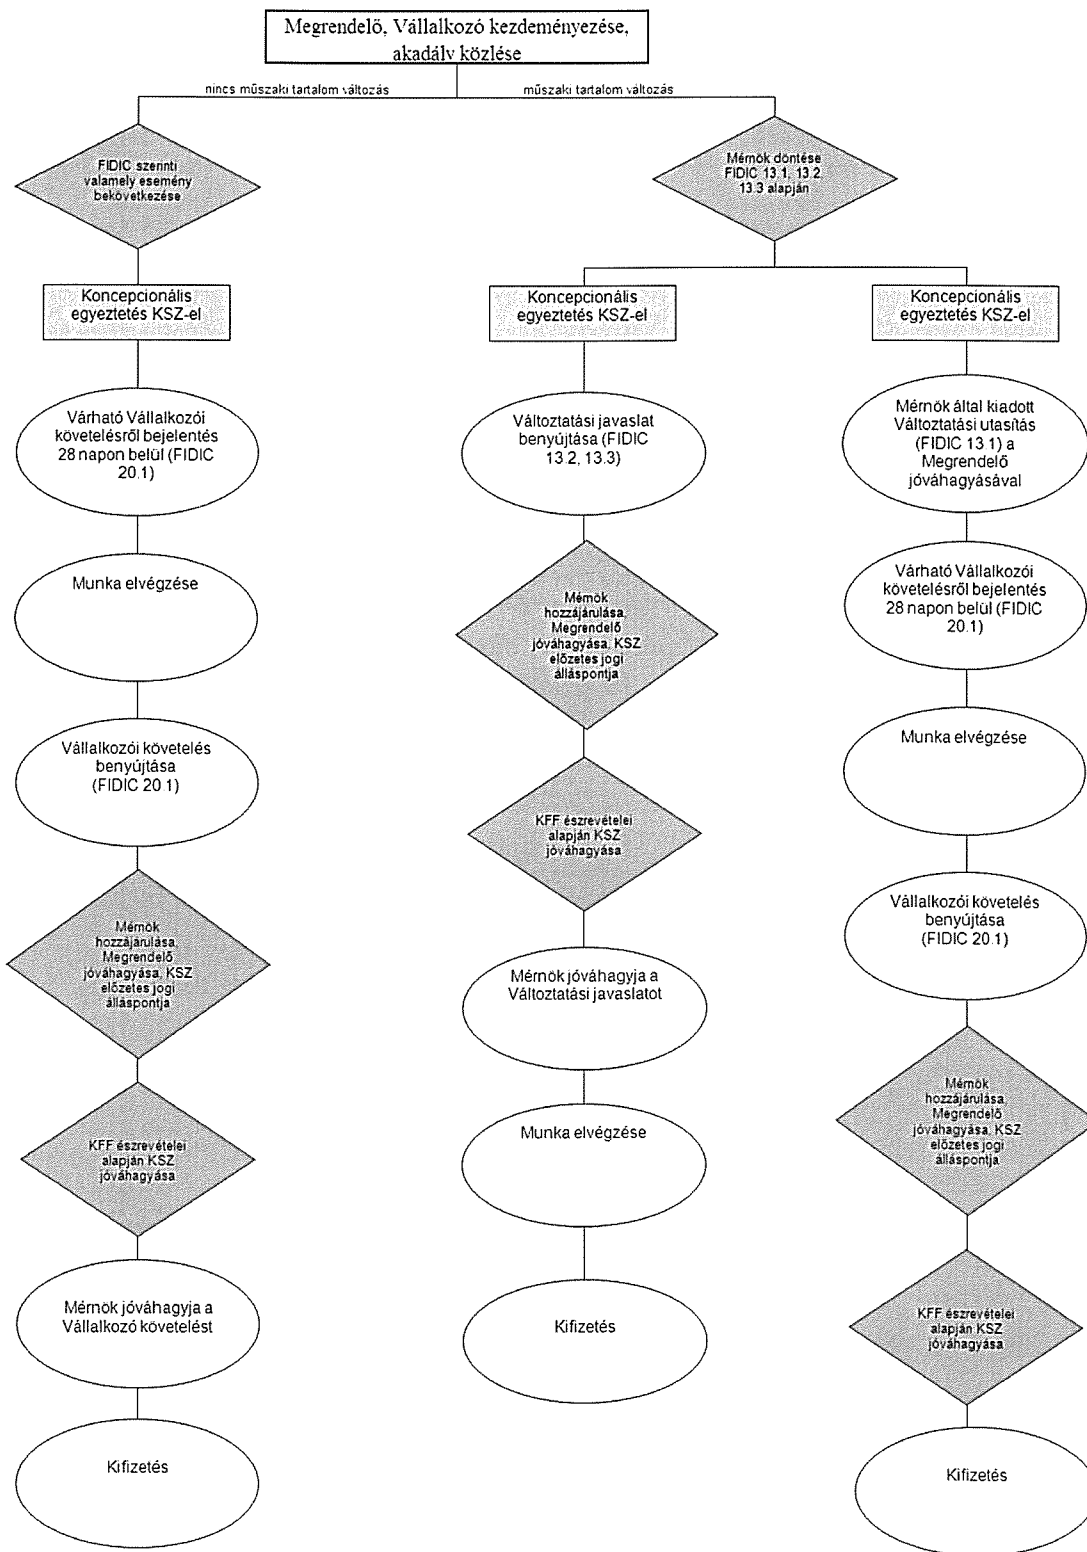 Megrendelő, Vállalkozó kezdeményezése,
akadály közlése
nincs műszaki tartalom változás
műszaki tartalom változás
FIDIC szerinti
valamely esemény
bekövetkezése
Mérnök döntése
FIDIC 13.1, 13.2
13.3 alapján
Koncepcionális
egyeztetés KSZ-el
Koncepcionális
egyeztetés KSZ-el
Koncepcionális
egyeztetés KSZ-el
Várható Vállalkozói
követelésről bejelentés
28 napon belül (FIDIC
20.1)
Változtatási javaslat
benyújtása (FIDIC
13.2, 13.3)
Mérnök által kiadott
Változtatási utasítás
(FIDIC 13.1) a
Megrendelő
jóváhagyásával
Munka elvégzése
Mérnök
hozzájárulása,
Megrendelő
jóváhagyása, KSZ
előzetes jogi
álláspontja
Várható Vállalkozói
követelésről bejelentés
28 napon belül (FIDIC
20.1)
Vállalkozói követelés
benyújtása
(FIDIC 20.1)
KFF észrevételei
alapján KSZ
jóváhagyása
Munka elvégzése
Mérnök
hozzájárulása,
Megrendelő
jóváhagyása, KSZ
előzetes jogi
álláspontja
Mérnök jóváhagyja a
Változtatási javaslatot
Vállalkozói követelés
benyújtása
(FIDIC 20.1)
KFF észrevételei
alapján KSZ
jóváhagyása
Munka elvégzése
Mérnök
hozzájárulása,
Megrendelő
jóváhagyása, KSZ
előzetes jogi
álláspontja
Mérnök jóváhagyja a
Vállalkozó követelést
Kifizetés
KFF észrevételei
alapján KSZ
jóváhagyása
Kifizetés
Kifizetés